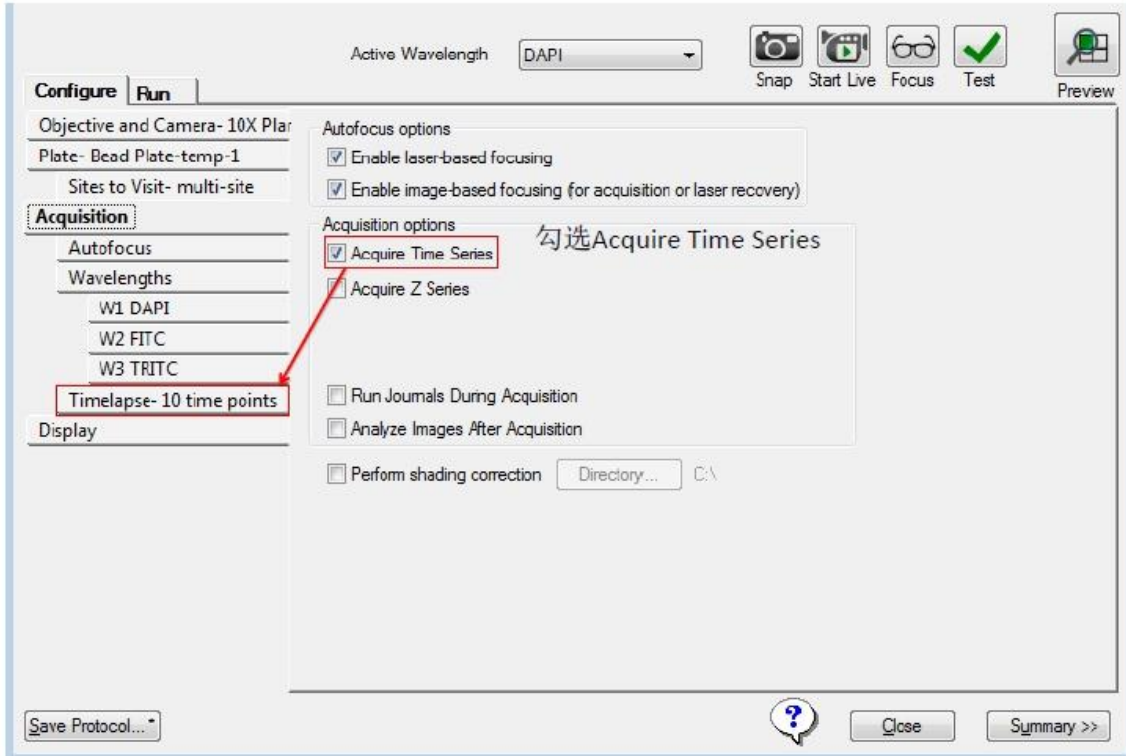 Active Wavelength DAPI
Snap Start Live Focus Test Preview
Configure Run
Objective and Camera- 10X Plar
Plate- Bead Plate-temp-1
Sites to Visit- multi-site
Acquisition
Autofocus
Wavelengths
W1 DAPI
W2 FITC
W3 TRITC
Timelapse- 10 time points
Display
Autofocus options
Enable laser-based focusing
Enable image-based focusing (for acquisition or laser recovery)
Acquisition options
勾选Acquire Time Series
Acquire Time Series
Acquire Z Series
Run Journals During Acquisition
Analyze Images After Acquisition
Perform shading correction Directory... C:\
Save Protocol...* ? Close Summary >>